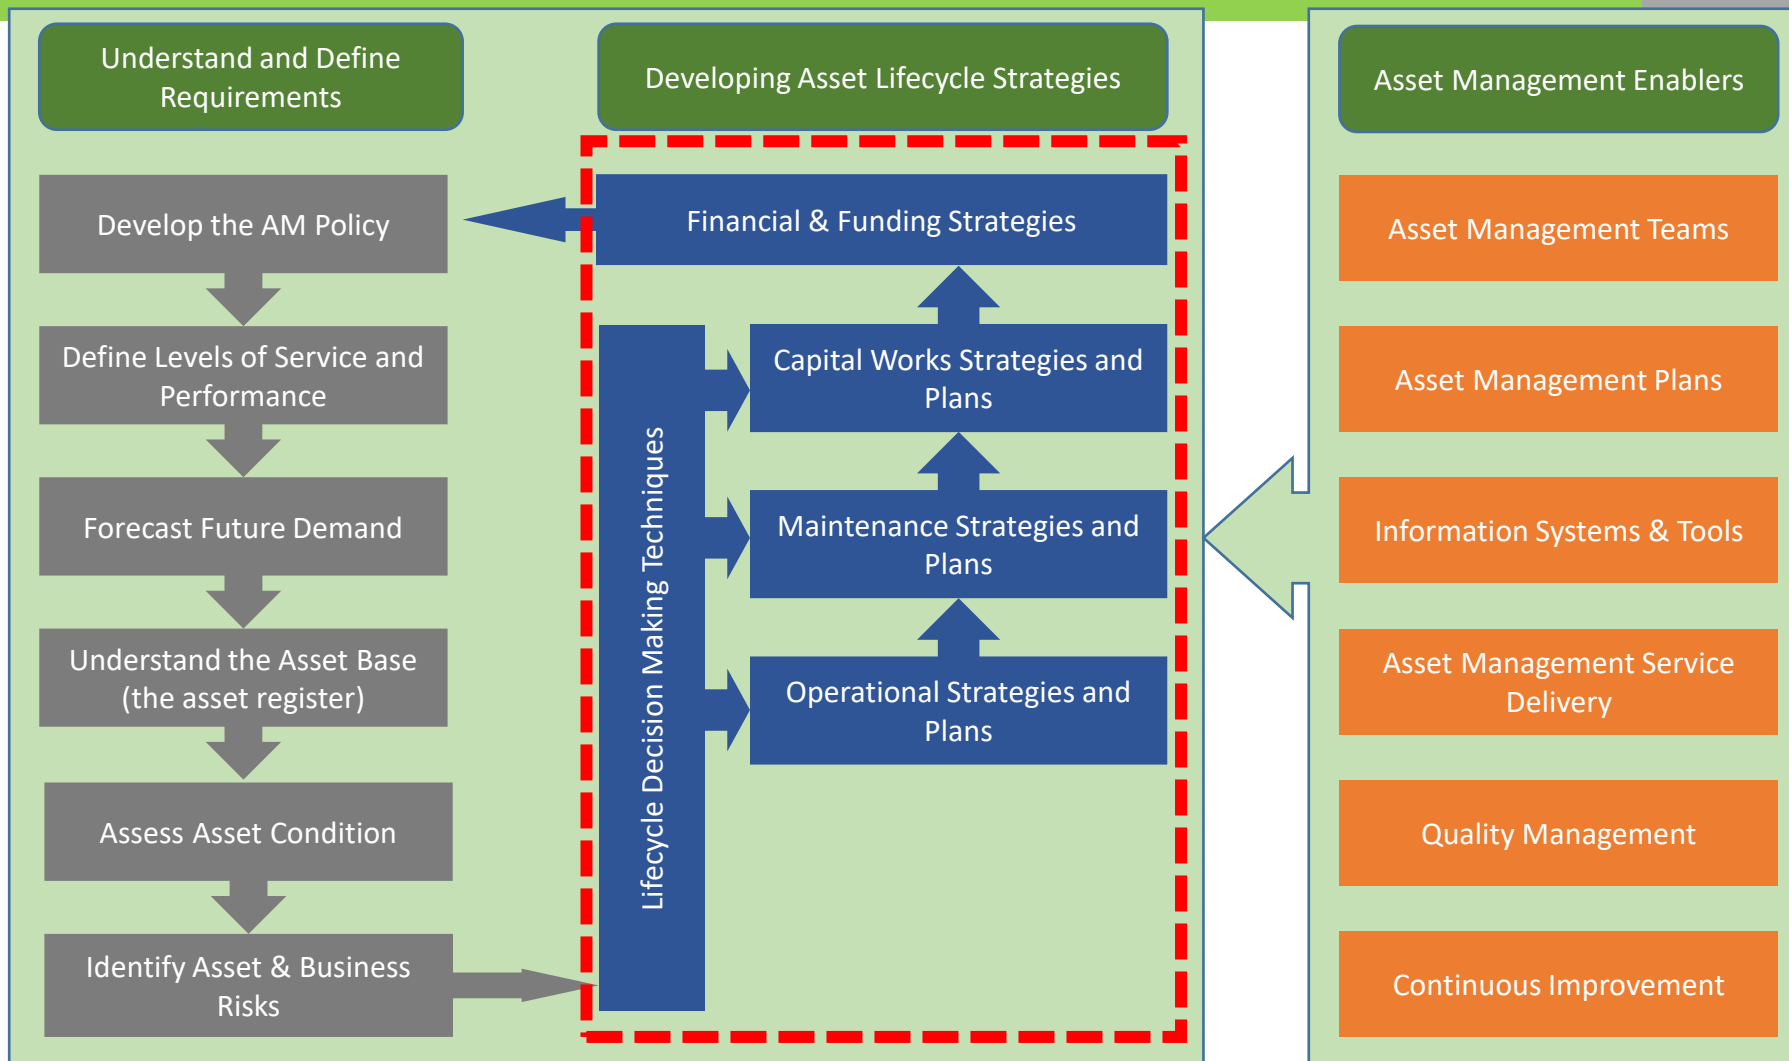 Understand and Define
Requirements
Develop the AM Policy
Define Levels of Service and
Performance
Forecast Future Demand
Understand the Asset Base
(the asset register)
Assess Asset Condition
Identify Asset & Business
Risks
Developing Asset Lifecycle Strategies
Financial & Funding Strategies
Lifecycle Decision Making Techniques
Capital Works Strategies and
Plans
Maintenance Strategies and
Plans
Operational Strategies and
Plans
Asset Management Enablers
Asset Management Teams
Asset Management Plans
Information Systems & Tools
Asset Management Service
Delivery
Quality Management
Continuous Improvement